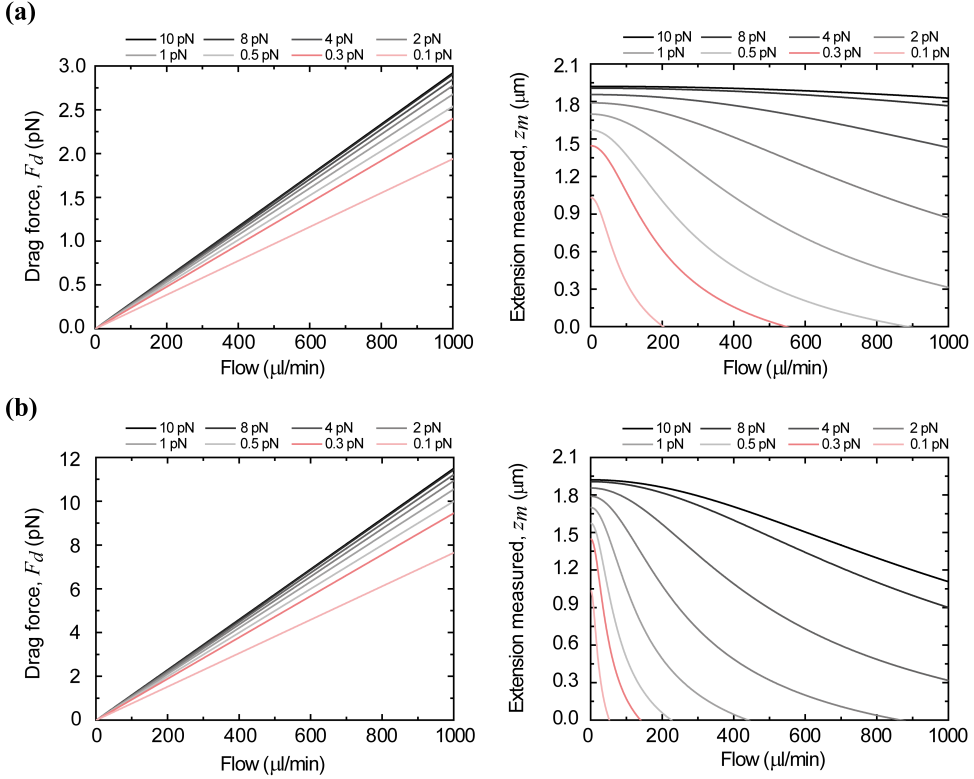 (a)
10 pN 8 pN 4 pN 2 pN
1 pN 0.5 pN 0.3 pN 0.1 pN
3.0
2.5
2.0
1.5
1.0
0.5
0.0
Drag force, Fd (pN)
0 200 400 600 800 1000
Flow (μl/min)
10 pN 8 pN 4 pN 2 pN
1 pN 0.5 pN 0.3 pN 0.1 pN
2.1
1.8
1.5
1.2
0.9
0.6
0.3
0.0
Extension measured, zm (μm)
0 200 400 600 800 1000
Flow (μl/min)
(b)
10 pN 8 pN 4 pN 2 pN
1 pN 0.5 pN 0.3 pN 0.1 pN
12
10
8
6
4
2
0
Drag force, Fd (pN)
0 200 400 600 800 1000
Flow (μl/min)
10 pN 8 pN 4 pN 2 pN
1 pN 0.5 pN 0.3 pN 0.1 pN
2.1
1.8
1.5
1.2
0.9
0.6
0.3
0.0
Extension measured, zm (μm)
0 200 400 600 800 1000
Flow (μl/min)